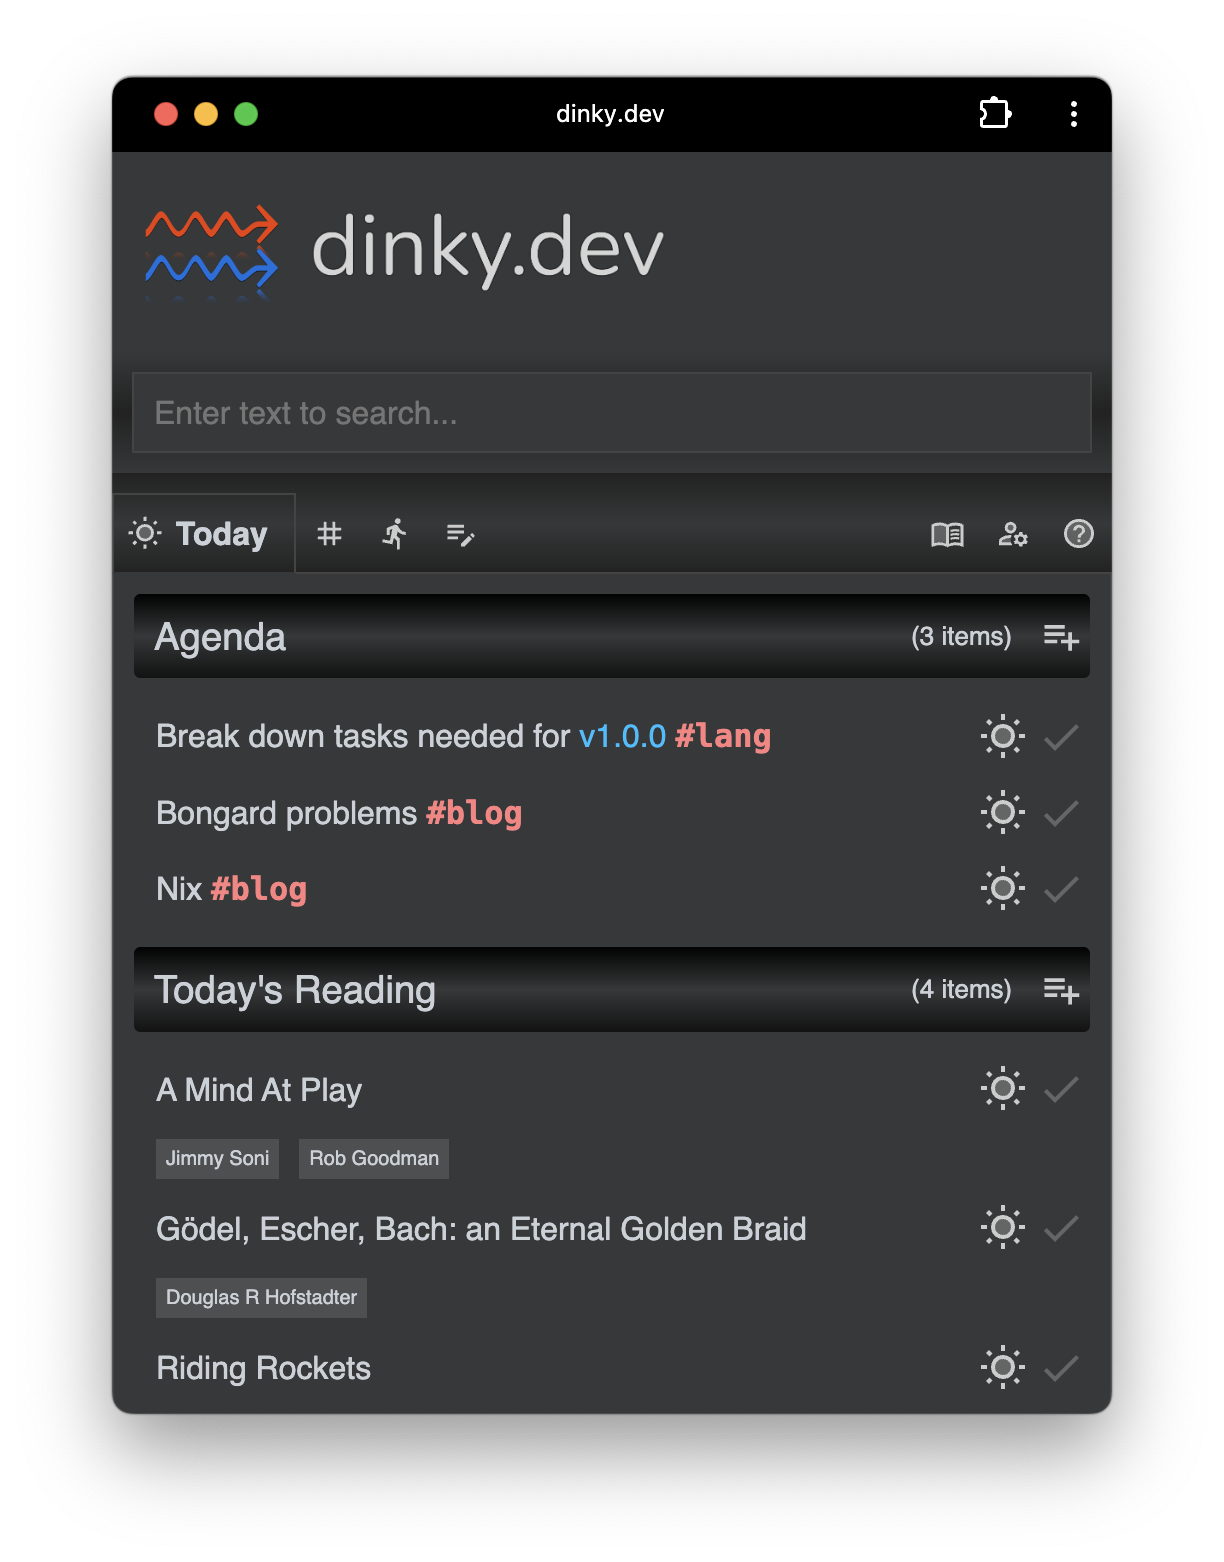 dinky.dev
dinky.dev
Enter text to search...
Today
Agenda (3 items)
Break down tasks needed for v1.0.0 #lang
Bongard problems #blog
Nix #blog
Today's Reading (4 items)
A Mind At Play
Jimmy Soni Rob Goodman
Gödel, Escher, Bach: an Eternal Golden Braid
Douglas R Hofstadter
Riding Rockets